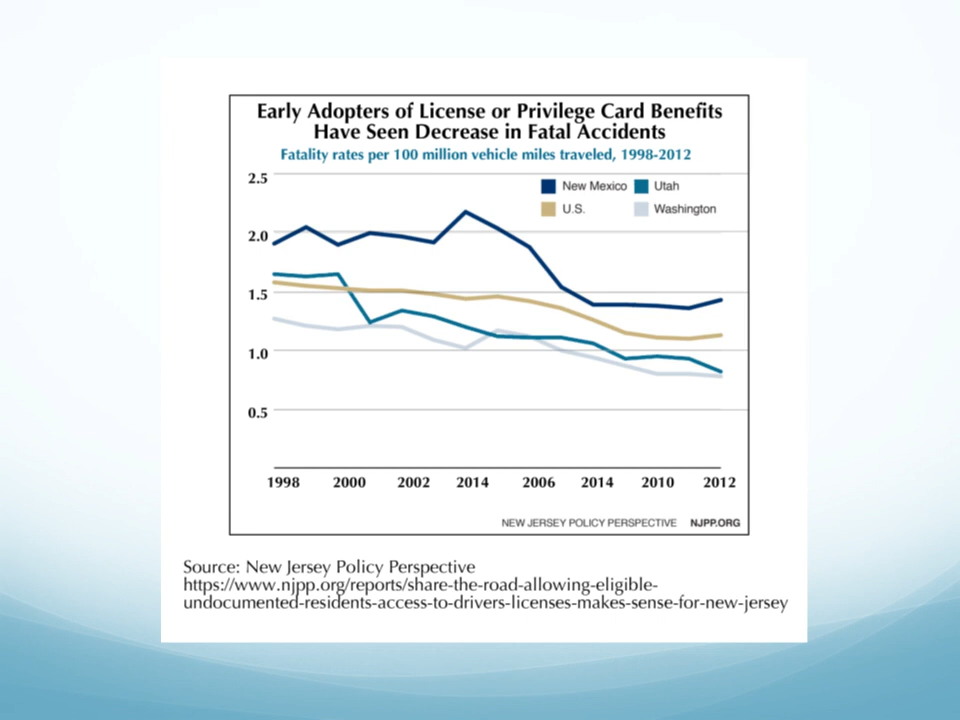 Early Adopters of License or Privilege Card Benefits
Have Seen Decrease in Fatal Accidents
Fatality rates per 100 million vehicle miles traveled, 1998-2012
2.5
New Mexico Utah
U.S. Washington
2.0
1.5
1.0
0.5
1998 2000 2002 2014 2006 2014 2010 2012
NEW JERSEY POLICY PERSPECTIVE NJPP.ORG
Source: New Jersey Policy Perspective
https://www.njpp.org/reports/share-the-road-allowing-eligible-
undocumented-residents-access-to-drivers-licenses-makes-sense-for-new-jersey